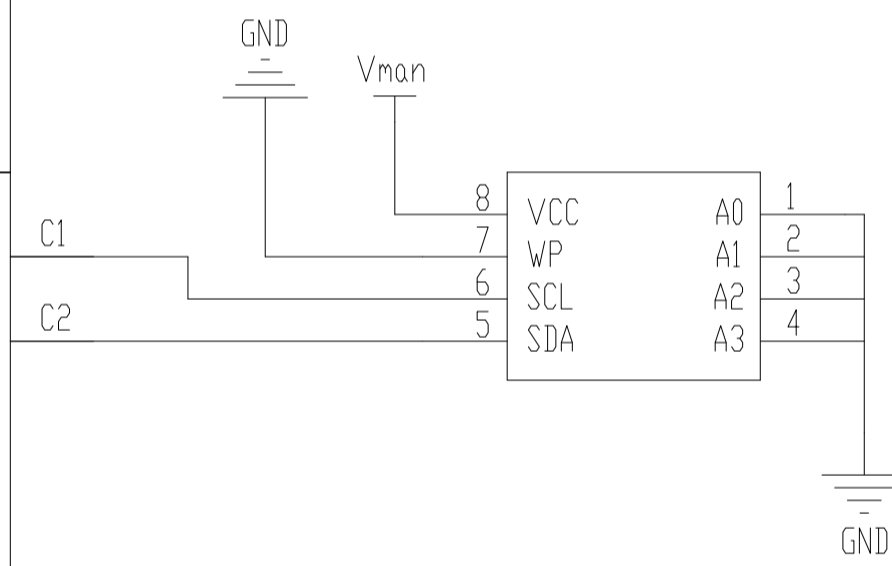 GND
Vman
8 VCC A0 1
C1 7 WP A1 2
6 SCL A2 3
C2 5 SDA A3 4
GND